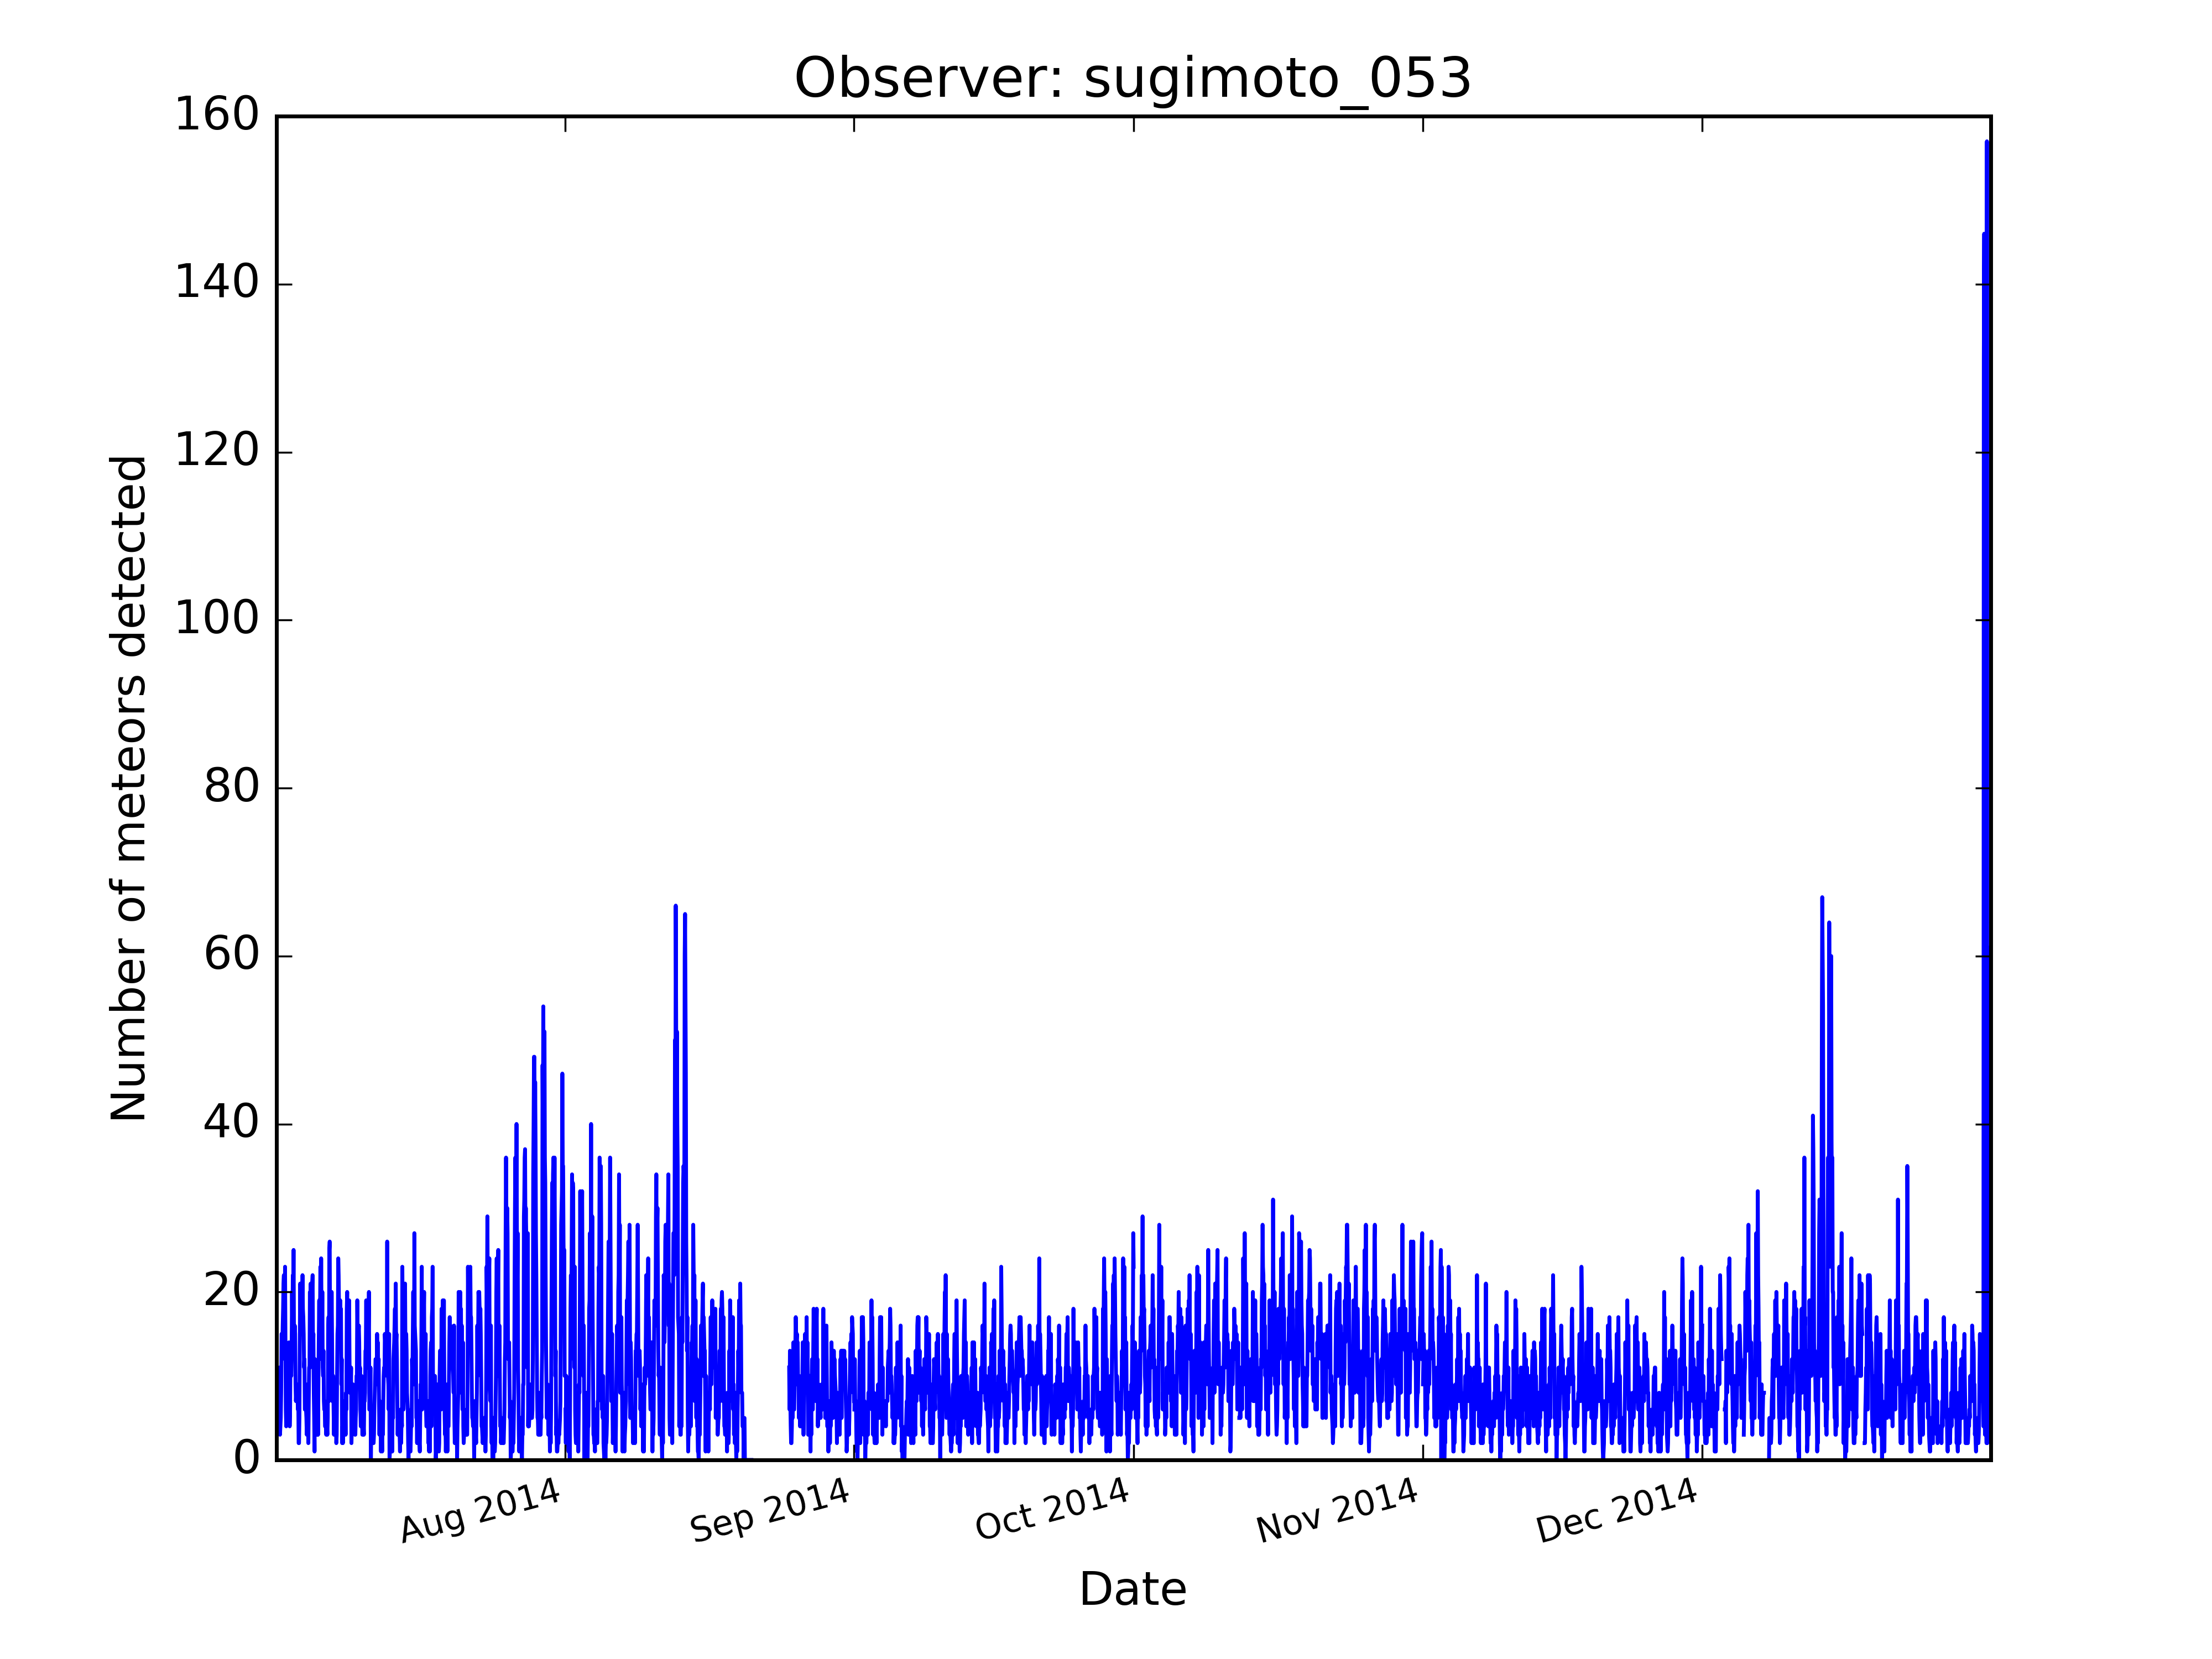 Observer: sugimoto_053
160
140
120
100
80
60
40
20
0
Number of meteors detected
Aug 2014
Sep 2014
Oct 2014
Nov 2014
Dec 2014
Date